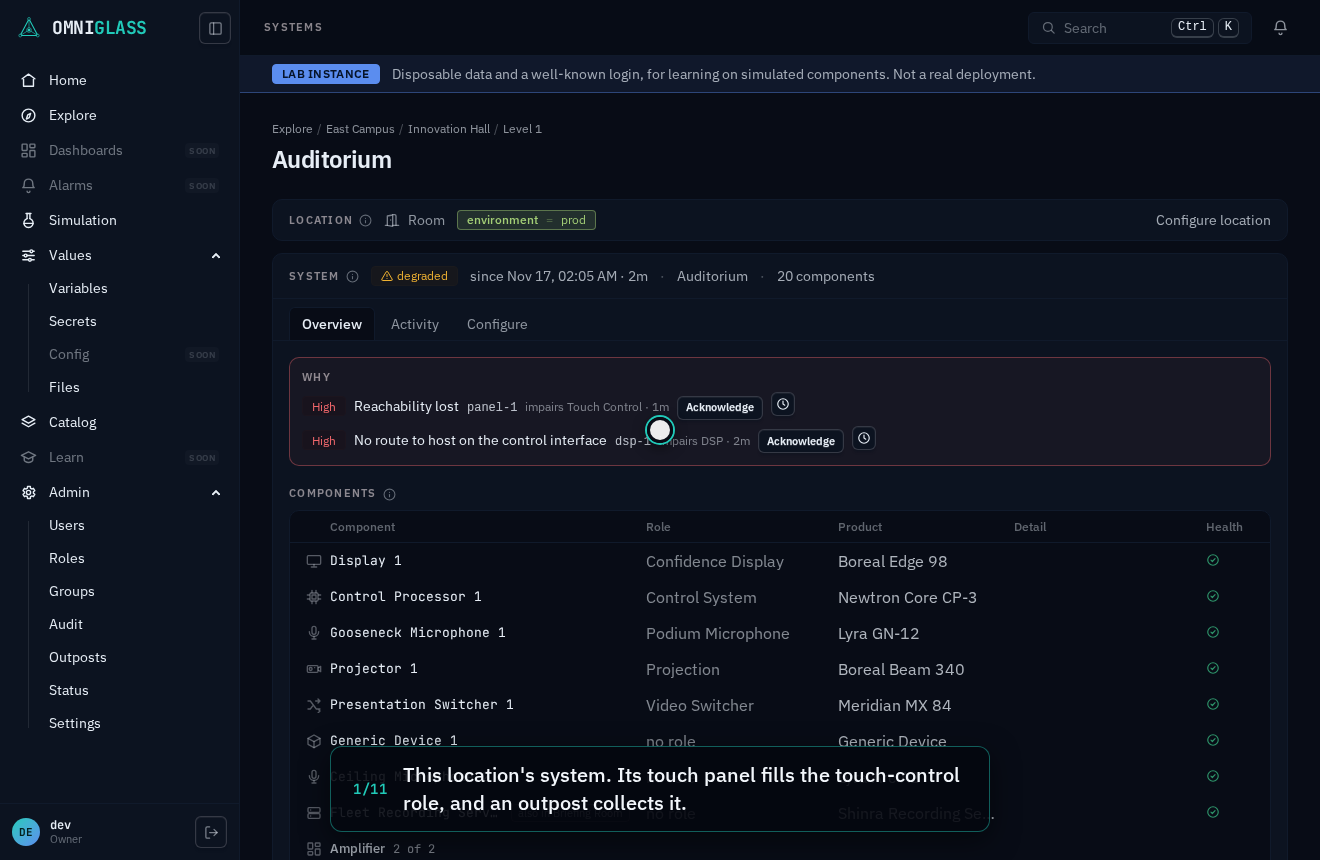 OMNIGLASS
SYSTEMS
Search
Ctrl K
LAB INSTANCE Disposable data and a well-known login, for learning on simulated components. Not a real deployment.
Home
Explore
Dashboards SOON
Alarms SOON
Simulation
Values
Variables
Secrets
Config SOON
Files
Catalog
Learn SOON
Admin
Users
Roles
Groups
Audit
Outposts
Status
Settings
DE dev
Owner
Explore / East Campus / Innovation Hall / Level 1
Auditorium
LOCATION Room environment = prod Configure location
SYSTEM degraded since Nov 17, 02:05 AM · 2m · Auditorium · 20 components
Overview Activity Configure
WHY
High Reachability lost panel-1 impairs Touch Control · 1m Acknowledge
High No route to host on the control interface DSP · 2m Acknowledge
COMPONENTS
Component Role Product Detail Health
Display 1 Confidence Display Boreal Edge 98
Control Processor 1 Control System Newtron Core CP-3
Gooseneck Microphone 1 Podium Microphone Lyra GN-12
Projector 1 Projection Boreal Beam 340
Presentation Switcher 1 Video Switcher Meridian MX 84
Generic Device 1 no role Generic Device
1/11 This location's system. Its touch panel fills the touch-control
role, and an outpost collects it.
Fleet Recording no role Shinra Recording Se...
Amplifier 2 of 2